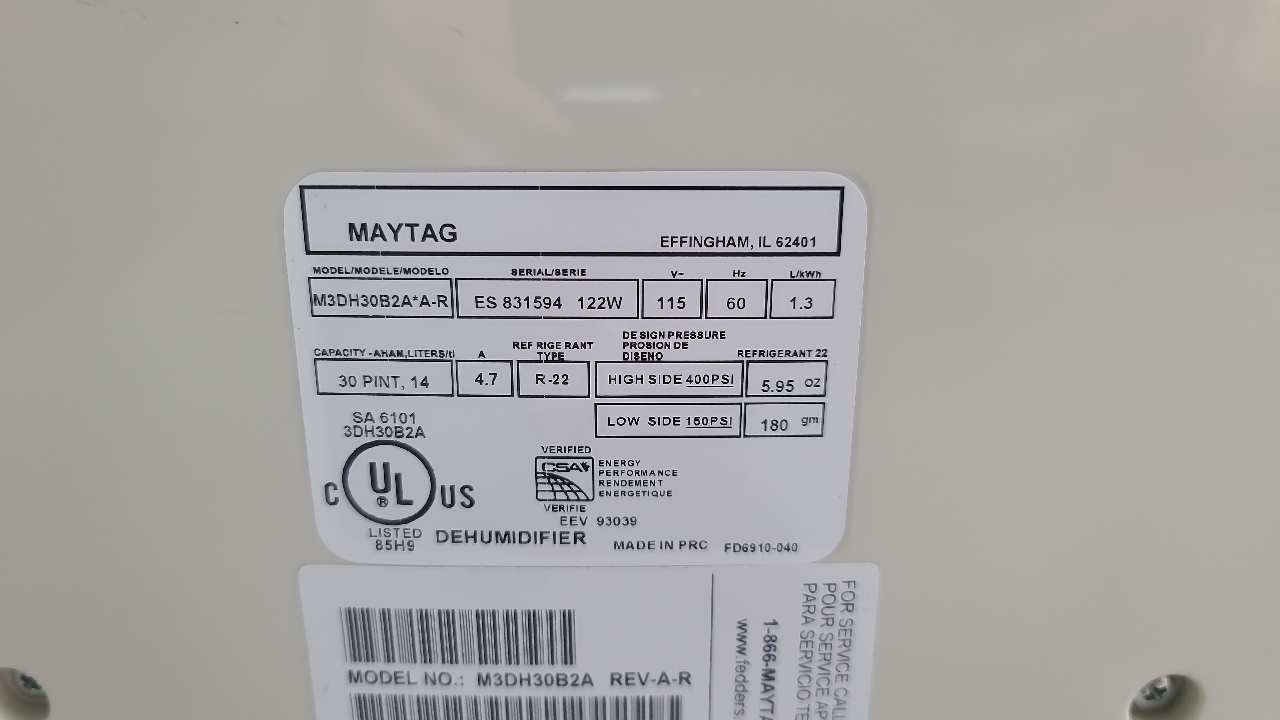 MAYTAG
EFFINGHAM, IL 62401
MODEL/MODELE/MODELO SERIAL/SERIE V~ Hz L/kWh
M3DH30B2A*A-R ES 831594 122W 115 60 1.3
CAPACITY -AHAM,LITERS/ A REFRIGERANT TYPE DESIGN PRESSURE PROSION DE DISENO REFRIGERANT 22
30 PINT, 14 4.7 R-22 HIGH SIDE 400PSI 5.95 oz
LOW SIDE 150PSI 180 gm
SA 6101
3DH30B2A
C UL® US
LISTED
85H9
DEHUMIDIFIER
VERIFIED
CSA
VERIFIE
ENERGY
PERFORMANCE
RENDEMENT
ENERGETIQUE
EEV 93039
MADE IN PRC FD6910-040
MODEL NO.: M3DH30B2A REV-A-R
FOR SERVICE CALL
POUR SERVICE AP
PARA SERVICIO TE
1-866-MAYTA
www.fedders.